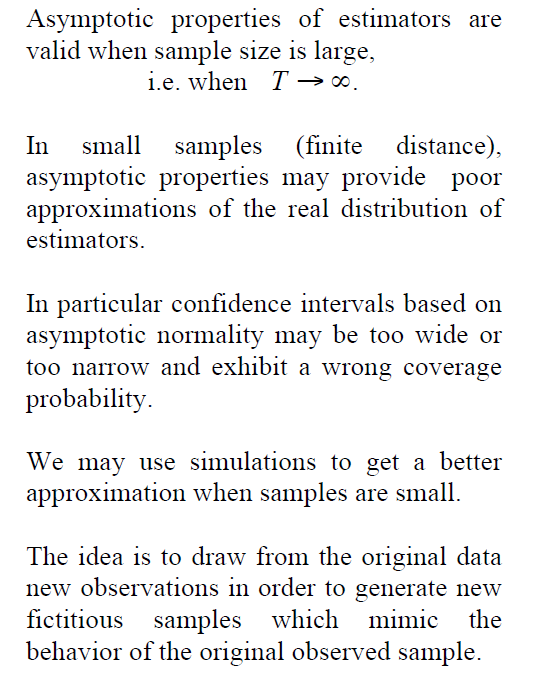 Asymptotic properties of estimators are
valid when sample size is large,
i.e. when T → ∞.
In small samples (finite distance),
asymptotic properties may provide poor
approximations of the real distribution of
estimators.
In particular confidence intervals based on
asymptotic normality may be too wide or
too narrow and exhibit a wrong coverage
probability.
We may use simulations to get a better
approximation when samples are small.
The idea is to draw from the original data
new observations in order to generate new
fictitious samples which mimic the
behavior of the original observed sample.